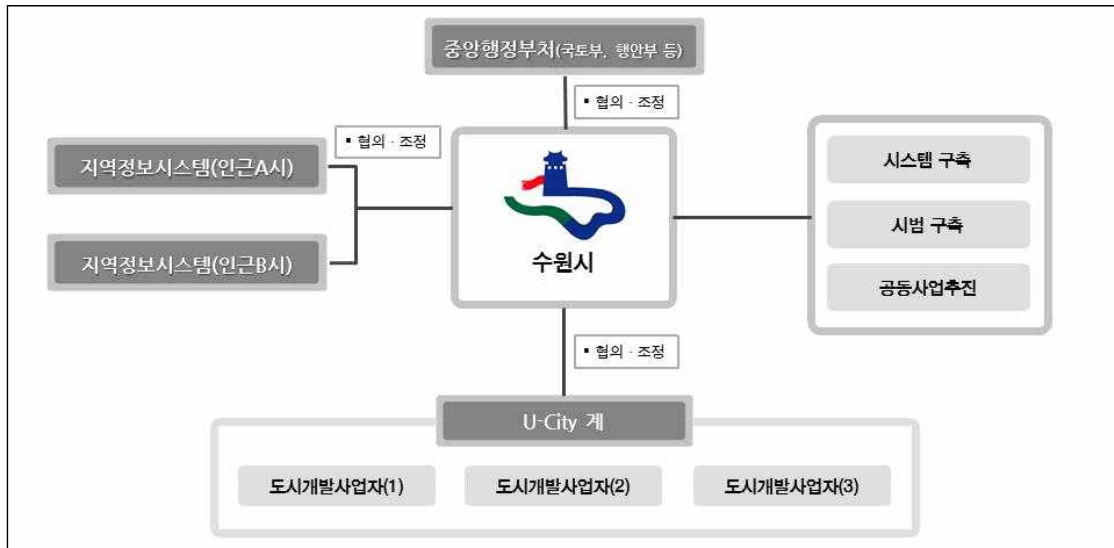 중앙행정부처(국토부, 행안부 등)
▪ 협의 · 조정
▪ 협의 · 조정
지역정보시스템(인근A시)
지역정보시스템(인근B시)
수원시
시스템 구축
시범 구축
공동사업추진
▪ 협의 · 조정
U-City 계
도시개발사업자(1)
도시개발사업자(2)
도시개발사업자(3)